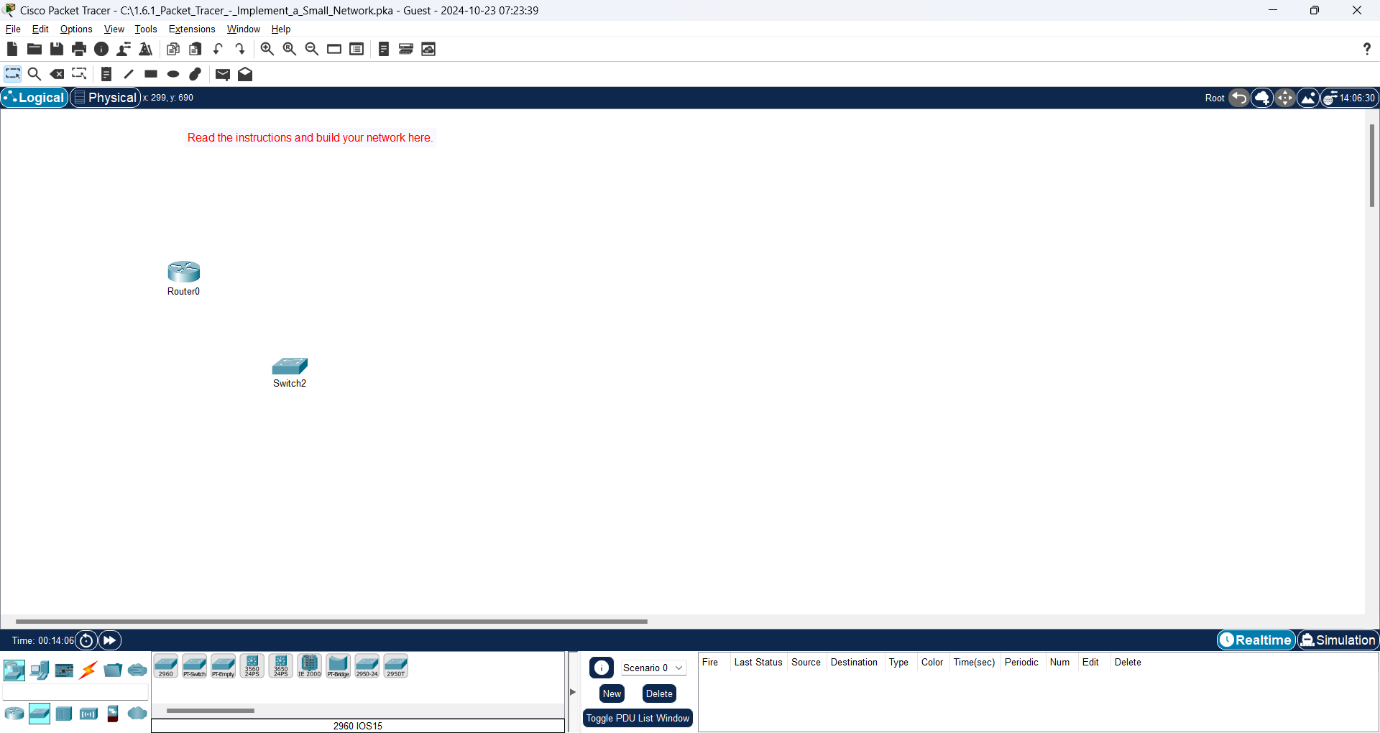 Cisco Packet Tracer - C:\1.6.1_Packet_Tracer_-_Implement_a_Small_Network.pka - Guest - 2024-10-23 07:23:39
File Edit Options View Tools Extensions Window Help
?
Logical Physical x: 299, y: 690 Root 14:06:30
Read the instructions and build your network here.
Router0
Switch2
Time: 00:14:06 Realtime Simulation
2960 PT-Switch PT-Empty 3560 24PS 3650 24PS IE 2000 PT-Bridge 2950-24 2950T
2960 IOS15
Scenario 0
New Delete
Toggle PDU List Window
Fire Last Status Source Destination Type Color Time(sec) Periodic Num Edit Delete